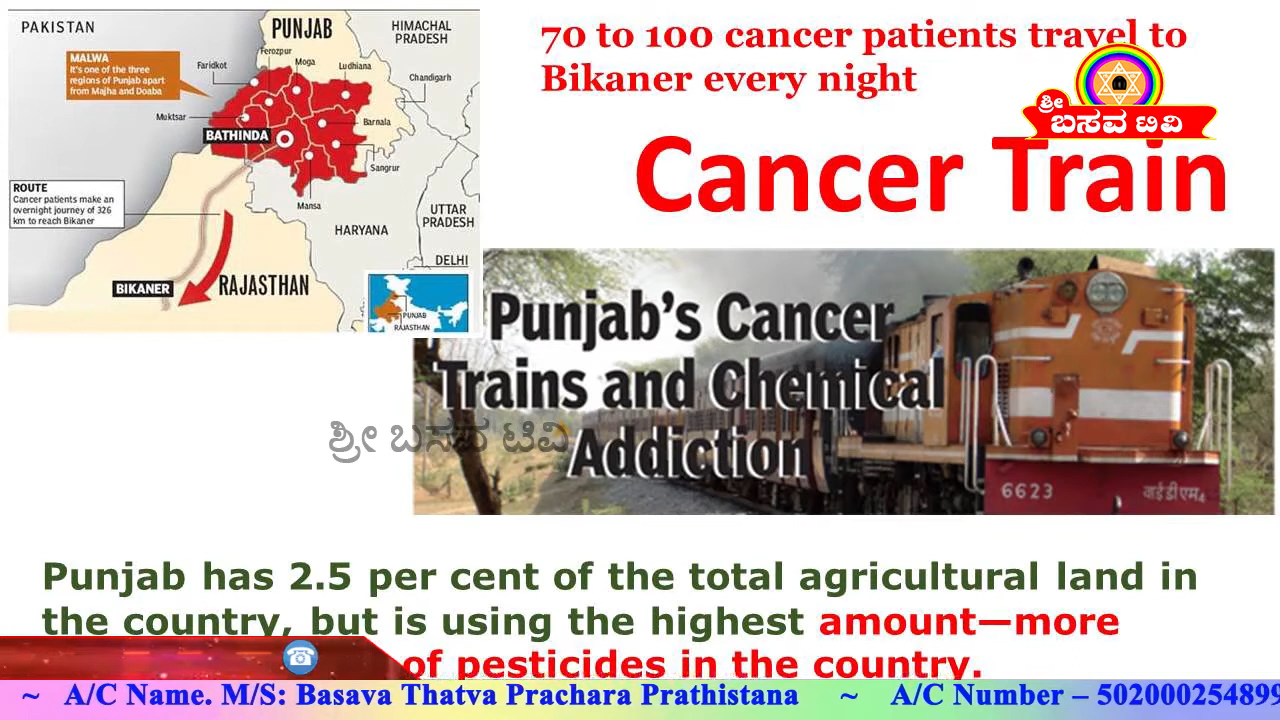 PAKISTAN
PUNJAB
HIMACHAL
PRADESH
MALWA
It's one of the three
regions of Punjab apart
from Majha and Doaba
Ferozpur
Faridkot
Moga
Ludhiana
Chandigarh
Muktsar
BATHINDA
Barnala
Sangrur
Mansa
ROUTE
Cancer patients make an
overnight journey of 326
km to reach Bikaner
HARYANA
UTTAR
PRADESH
DELHI
BIKANER
RAJASTHAN
PUNJAB
RAJASTHAN
70 to 100 cancer patients travel to
Bikaner every night
ಶ್ರೀ
ಬಸವ ಟಿವಿ
Cancer Train
Punjab's Cancer
Trains and Chemical
Addiction
ಶ್ರೀ ಬಸವ ಟಿವಿ
6623
Punjab has 2.5 per cent of the total agricultural land in
the country, but is using the highest amount—more
of pesticides in the country.
~ A/C Name. M/S: Basava Thatva Prachara Prathistana ~ A/C Number – 502000254899